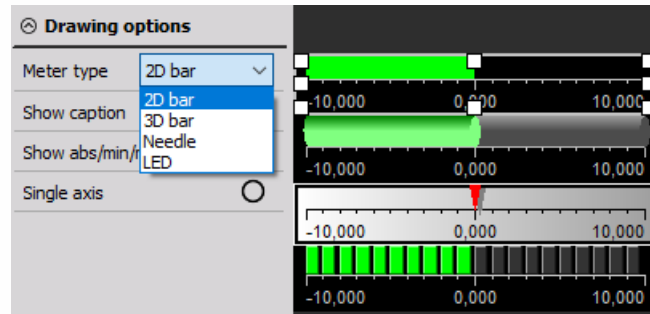 Drawing options
Meter type 2D bar
2D bar
3D bar
Needle
LED
Show caption
Show abs/min/
Single axis
-10,000 0,000 10,000
-10,000 0,000 10,000
-10,000 0,000 10,000
-10,000 0,000 10,000